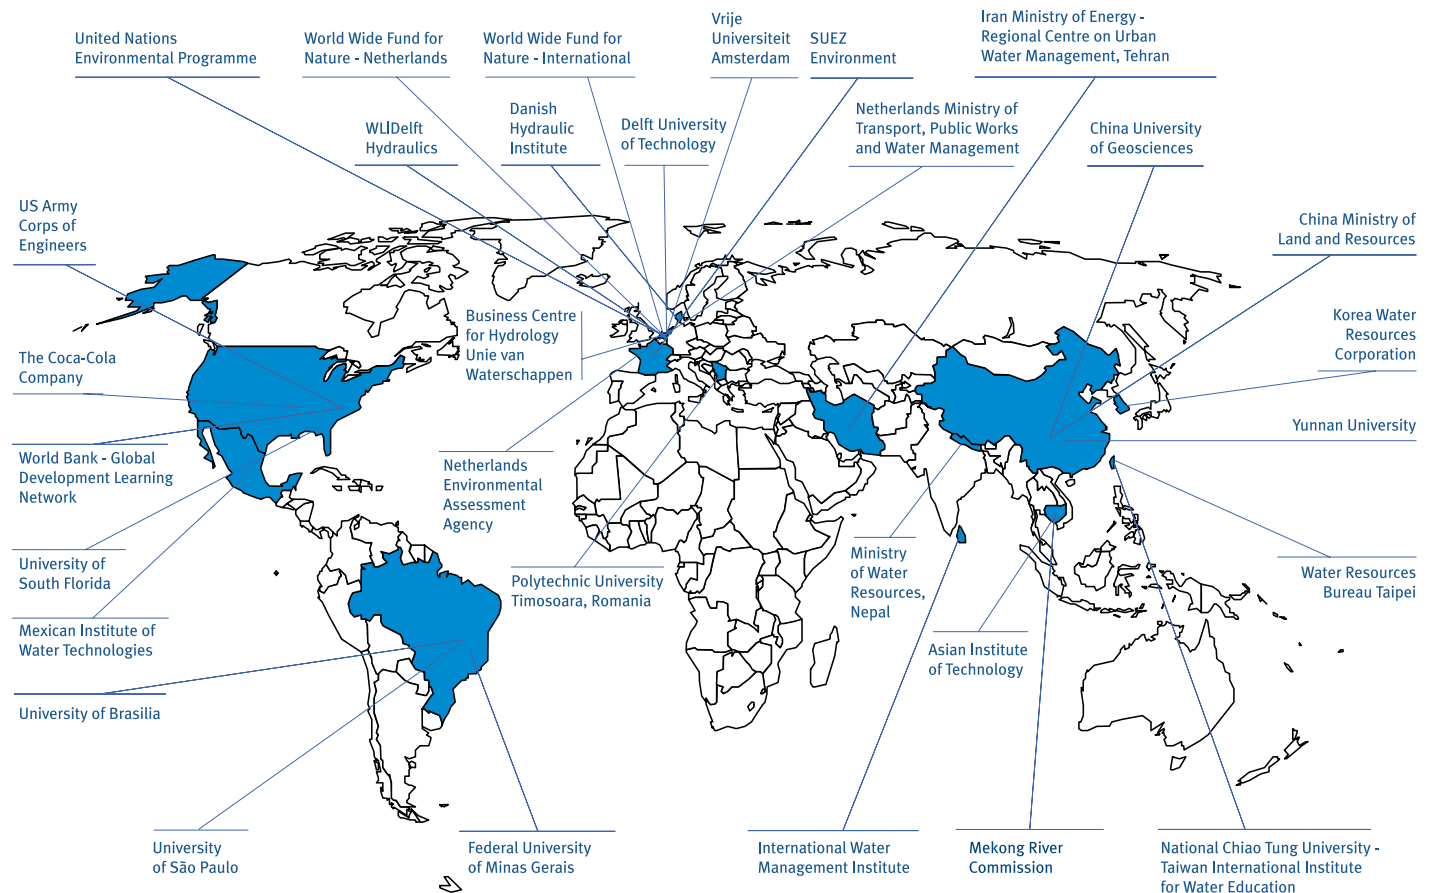 United Nations
Environmental Programme
World Wide Fund for
Nature - Netherlands
World Wide Fund for
Nature - International
Vrije
Universiteit
Amsterdam
SUEZ
Environment
Iran Ministry of Energy -
Regional Centre on Urban
Water Management, Tehran
WL|Delft
Hydraulics
Danish
Hydraulic
Institute
Delft University
of Technology
Netherlands Ministry of
Transport, Public Works
and Water Management
China University
of Geosciences
US Army
Corps of
Engineers
China Ministry of
Land and Resources
Business Centre
for Hydrology
Unie van
Waterschappen
Korea Water
Resources
Corporation
The Coca-Cola
Company
Yunnan University
World Bank - Global
Development Learning
Network
Netherlands
Environmental
Assessment
Agency
University of
South Florida
Polytechnic University
Timosoara, Romania
Ministry
of Water
Resources,
Nepal
Water Resources
Bureau Taipei
Mexican Institute of
Water Technologies
Asian Institute
of Technology
University of Brasilia
University
of São Paulo
Federal University
of Minas Gerais
International Water
Management Institute
Mekong River
Commission
National Chiao Tung University -
Taiwan International Institute
for Water Education